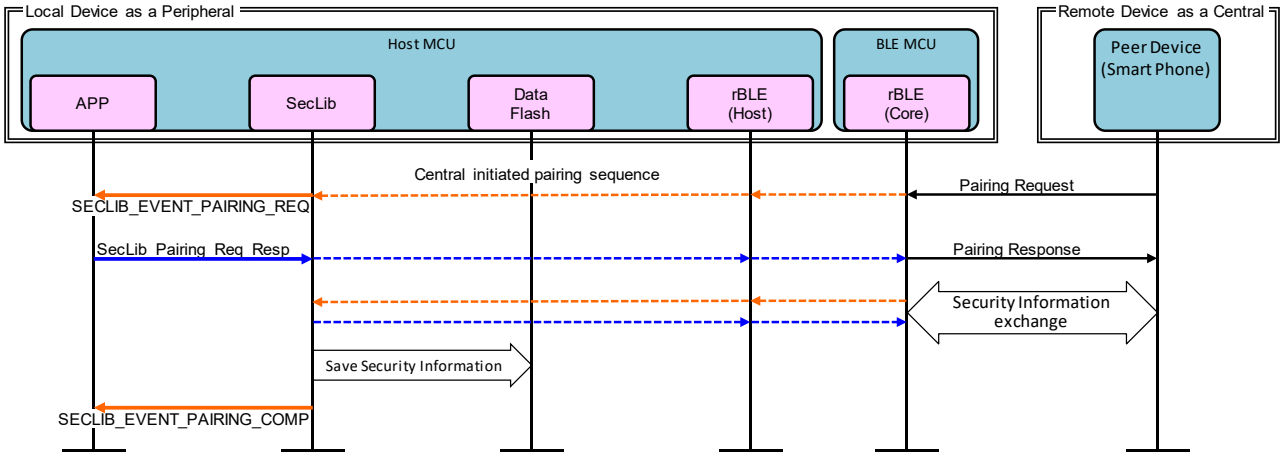 Local Device as a Peripheral
Remote Device as a Central
Host MCU
BLE MCU
Peer Device
(Smart Phone)
APP
SecLib
Data
Flash
rBLE
(Host)
rBLE
(Core)
Central initiated pairing sequence
Pairing Request
SECLIB_EVENT_PAIRING_REQ
SecLib_Pairing_Req_Resp
Pairing Response
Security Information
exchange
Save Security Information
SECLIB_EVENT_PAIRING_COMP